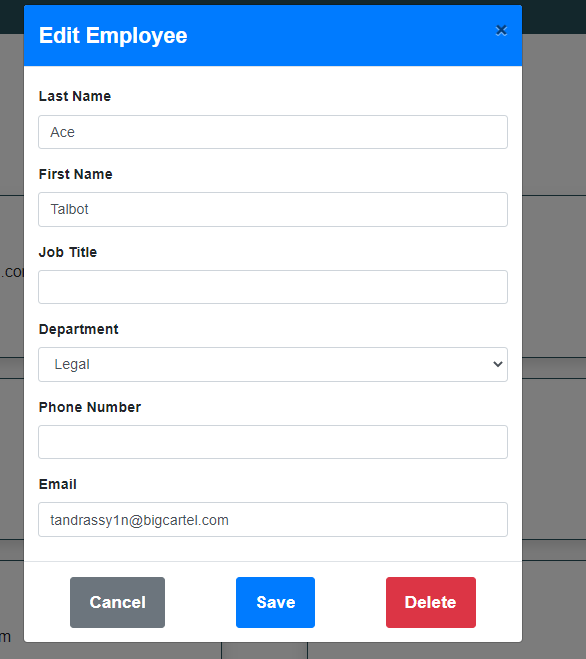 Edit Employee ×
Last Name
Ace
First Name
Talbot
.co
Job Title
Department
Legal
Phone Number
Email
tandrassy1n@bigcartel.com
Cancel Save Delete
m